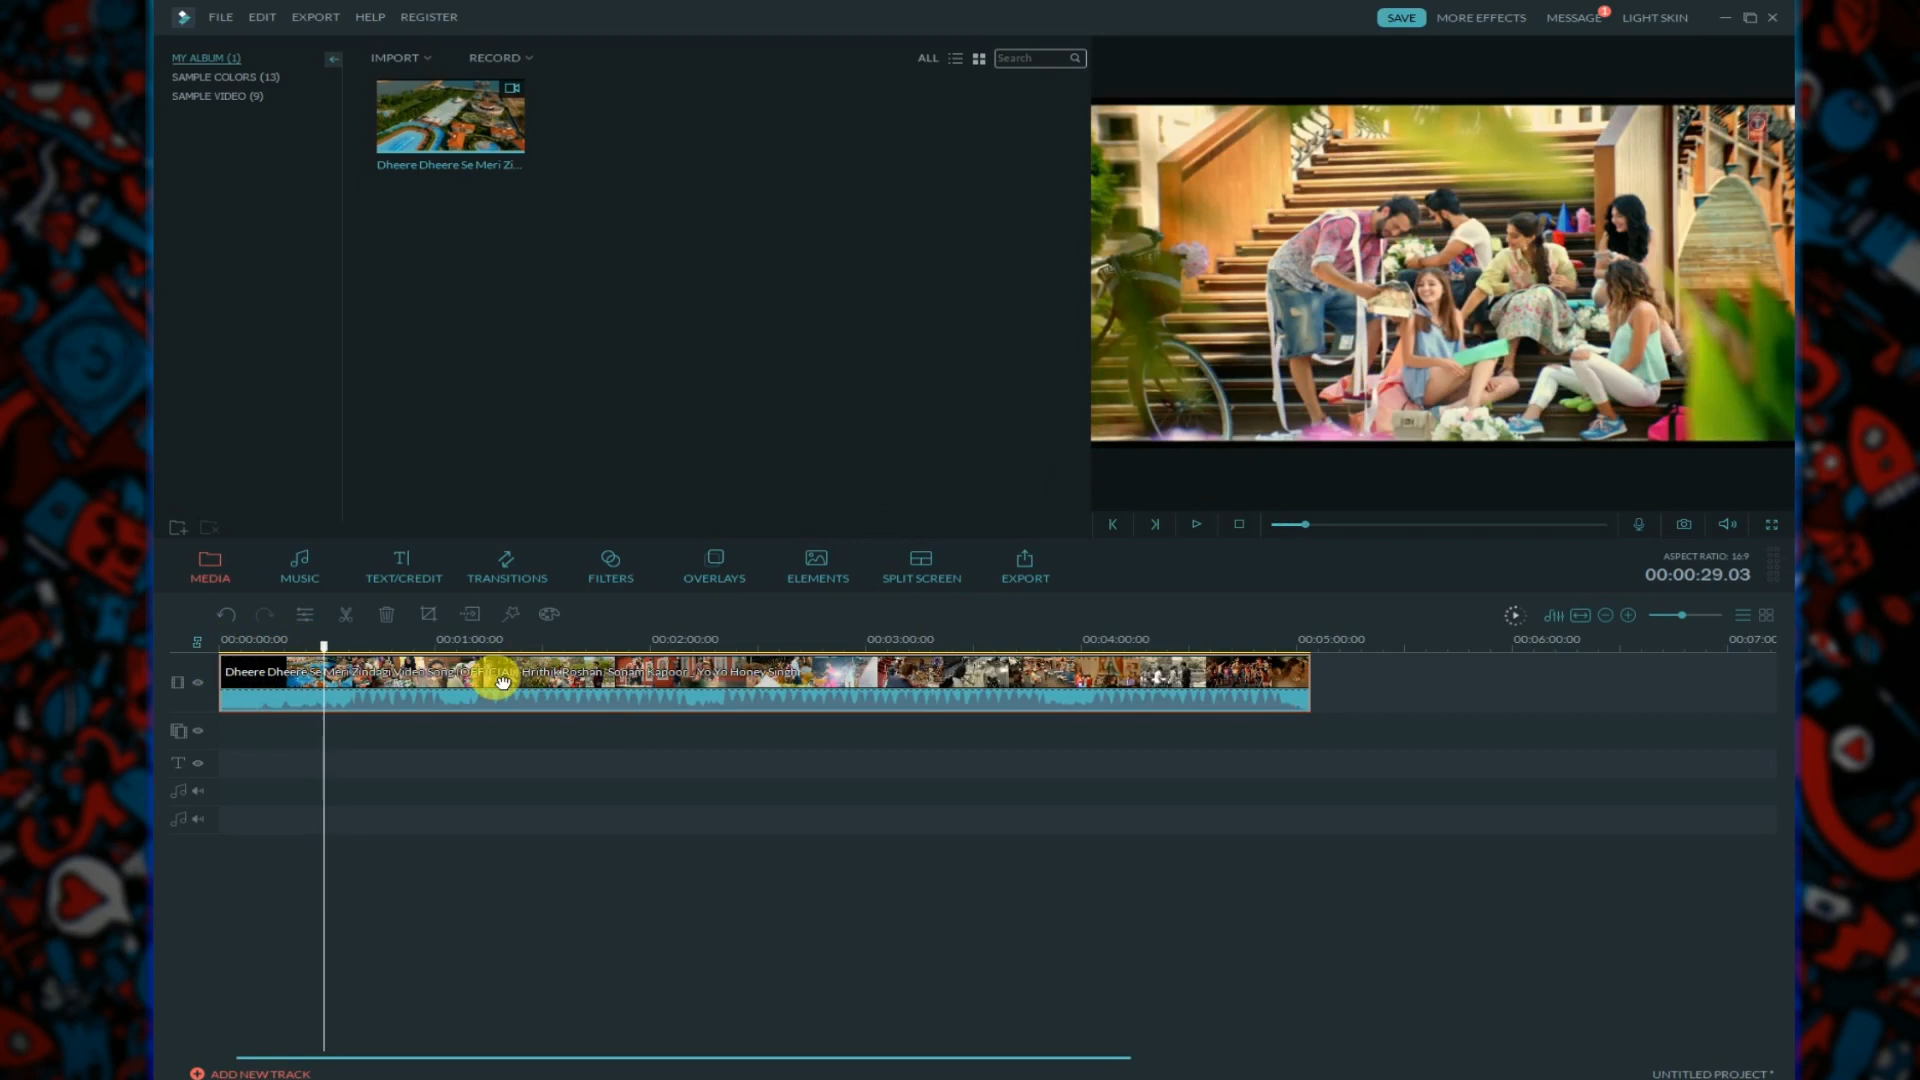 FILE EDIT EXPORT HELP REGISTER
SAVE MORE EFFECTS MESSAGE 1 LIGHT SKIN
MY ALBUM (1)
SAMPLE COLORS (13)
SAMPLE VIDEO (9)
IMPORT RECORD
ALL Search
Dheere Dheere Se Meri Zi...
MEDIA MUSIC TEXT/CREDIT TRANSITIONS FILTERS OVERLAYS ELEMENTS SPLIT SCREEN EXPORT
ASPECT RATIO: 16:9
00:00:29.03
00:00:00:00 00:01:00:00 00:02:00:00 00:03:00:00 00:04:00:00 00:05:00:00 00:06:00:00 00:07:00
Dheere Dheere Se Meri Zindagi Video Song (OFFICIAL) Hrithik Roshan, Sonam Kapoor, Yo Yo Honey Singh
ADD NEW TRACK
UNTITLED PROJECT *